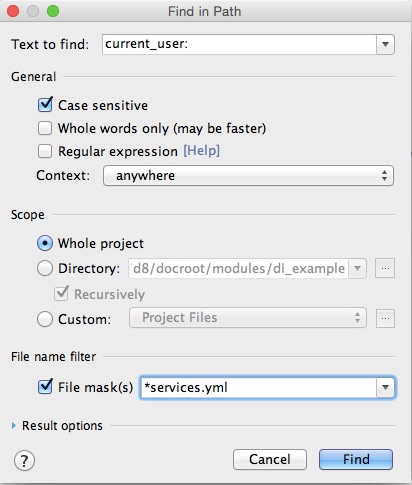 Find in Path
Text to find: current_user:
General
Case sensitive
Whole words only (may be faster)
Regular expression [Help]
Context: anywhere
Scope
Whole project
Directory: 'd8/docroot/modules/di_example ...
Recursively
Custom: Project Files ...
File name filter
File mask(s) *services.yml
Result options
? Cancel Find